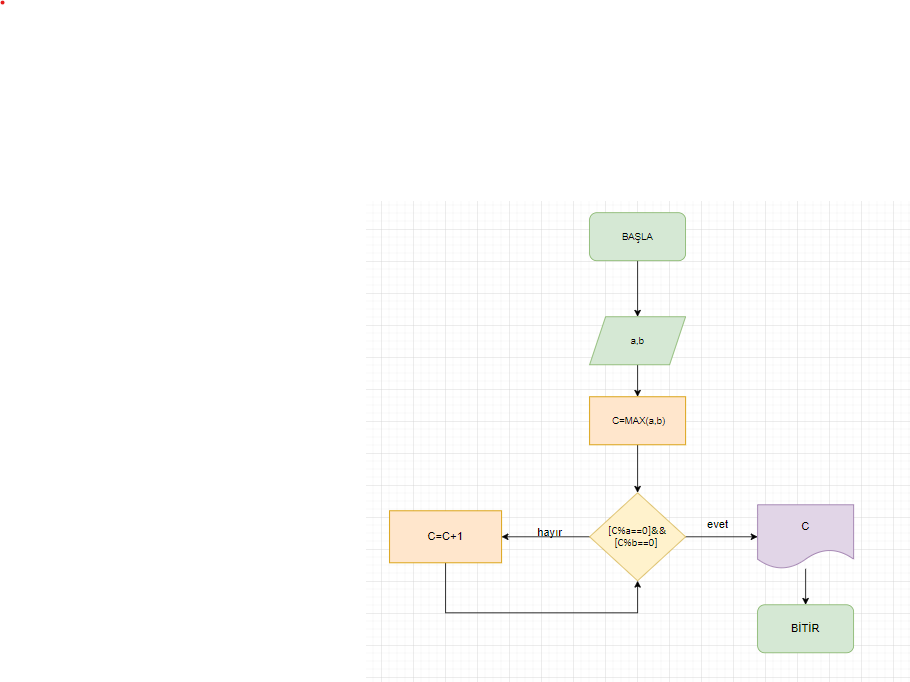 BAŞLA
a,b
C=MAX(a,b)
[C%a==0]&&
[C%b==0]
hayır
C=C+1
evet
C
BİTİR